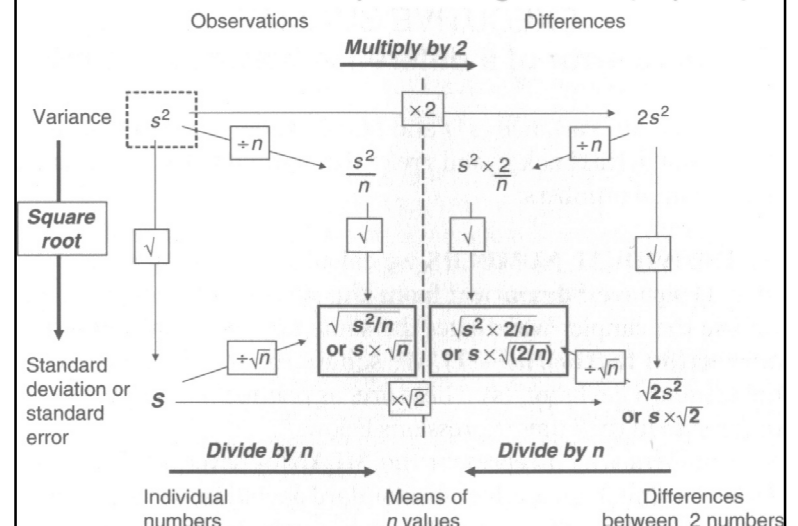 Observations Differences
Multiply by 2
Variance s² ×2 2s²
÷n ÷n
s²/n s² × 2/n
Square
root
√ √ √ √
√s²/n
or s × √n
√s² × 2/n
or s × √(2/n)
÷√n ÷√n
Standard
deviation or
standard
error
S ×√2 √2s²
or s × √2
Divide by n Divide by n
Individual
numbers
Means of
n values
Differences
between 2 numbers